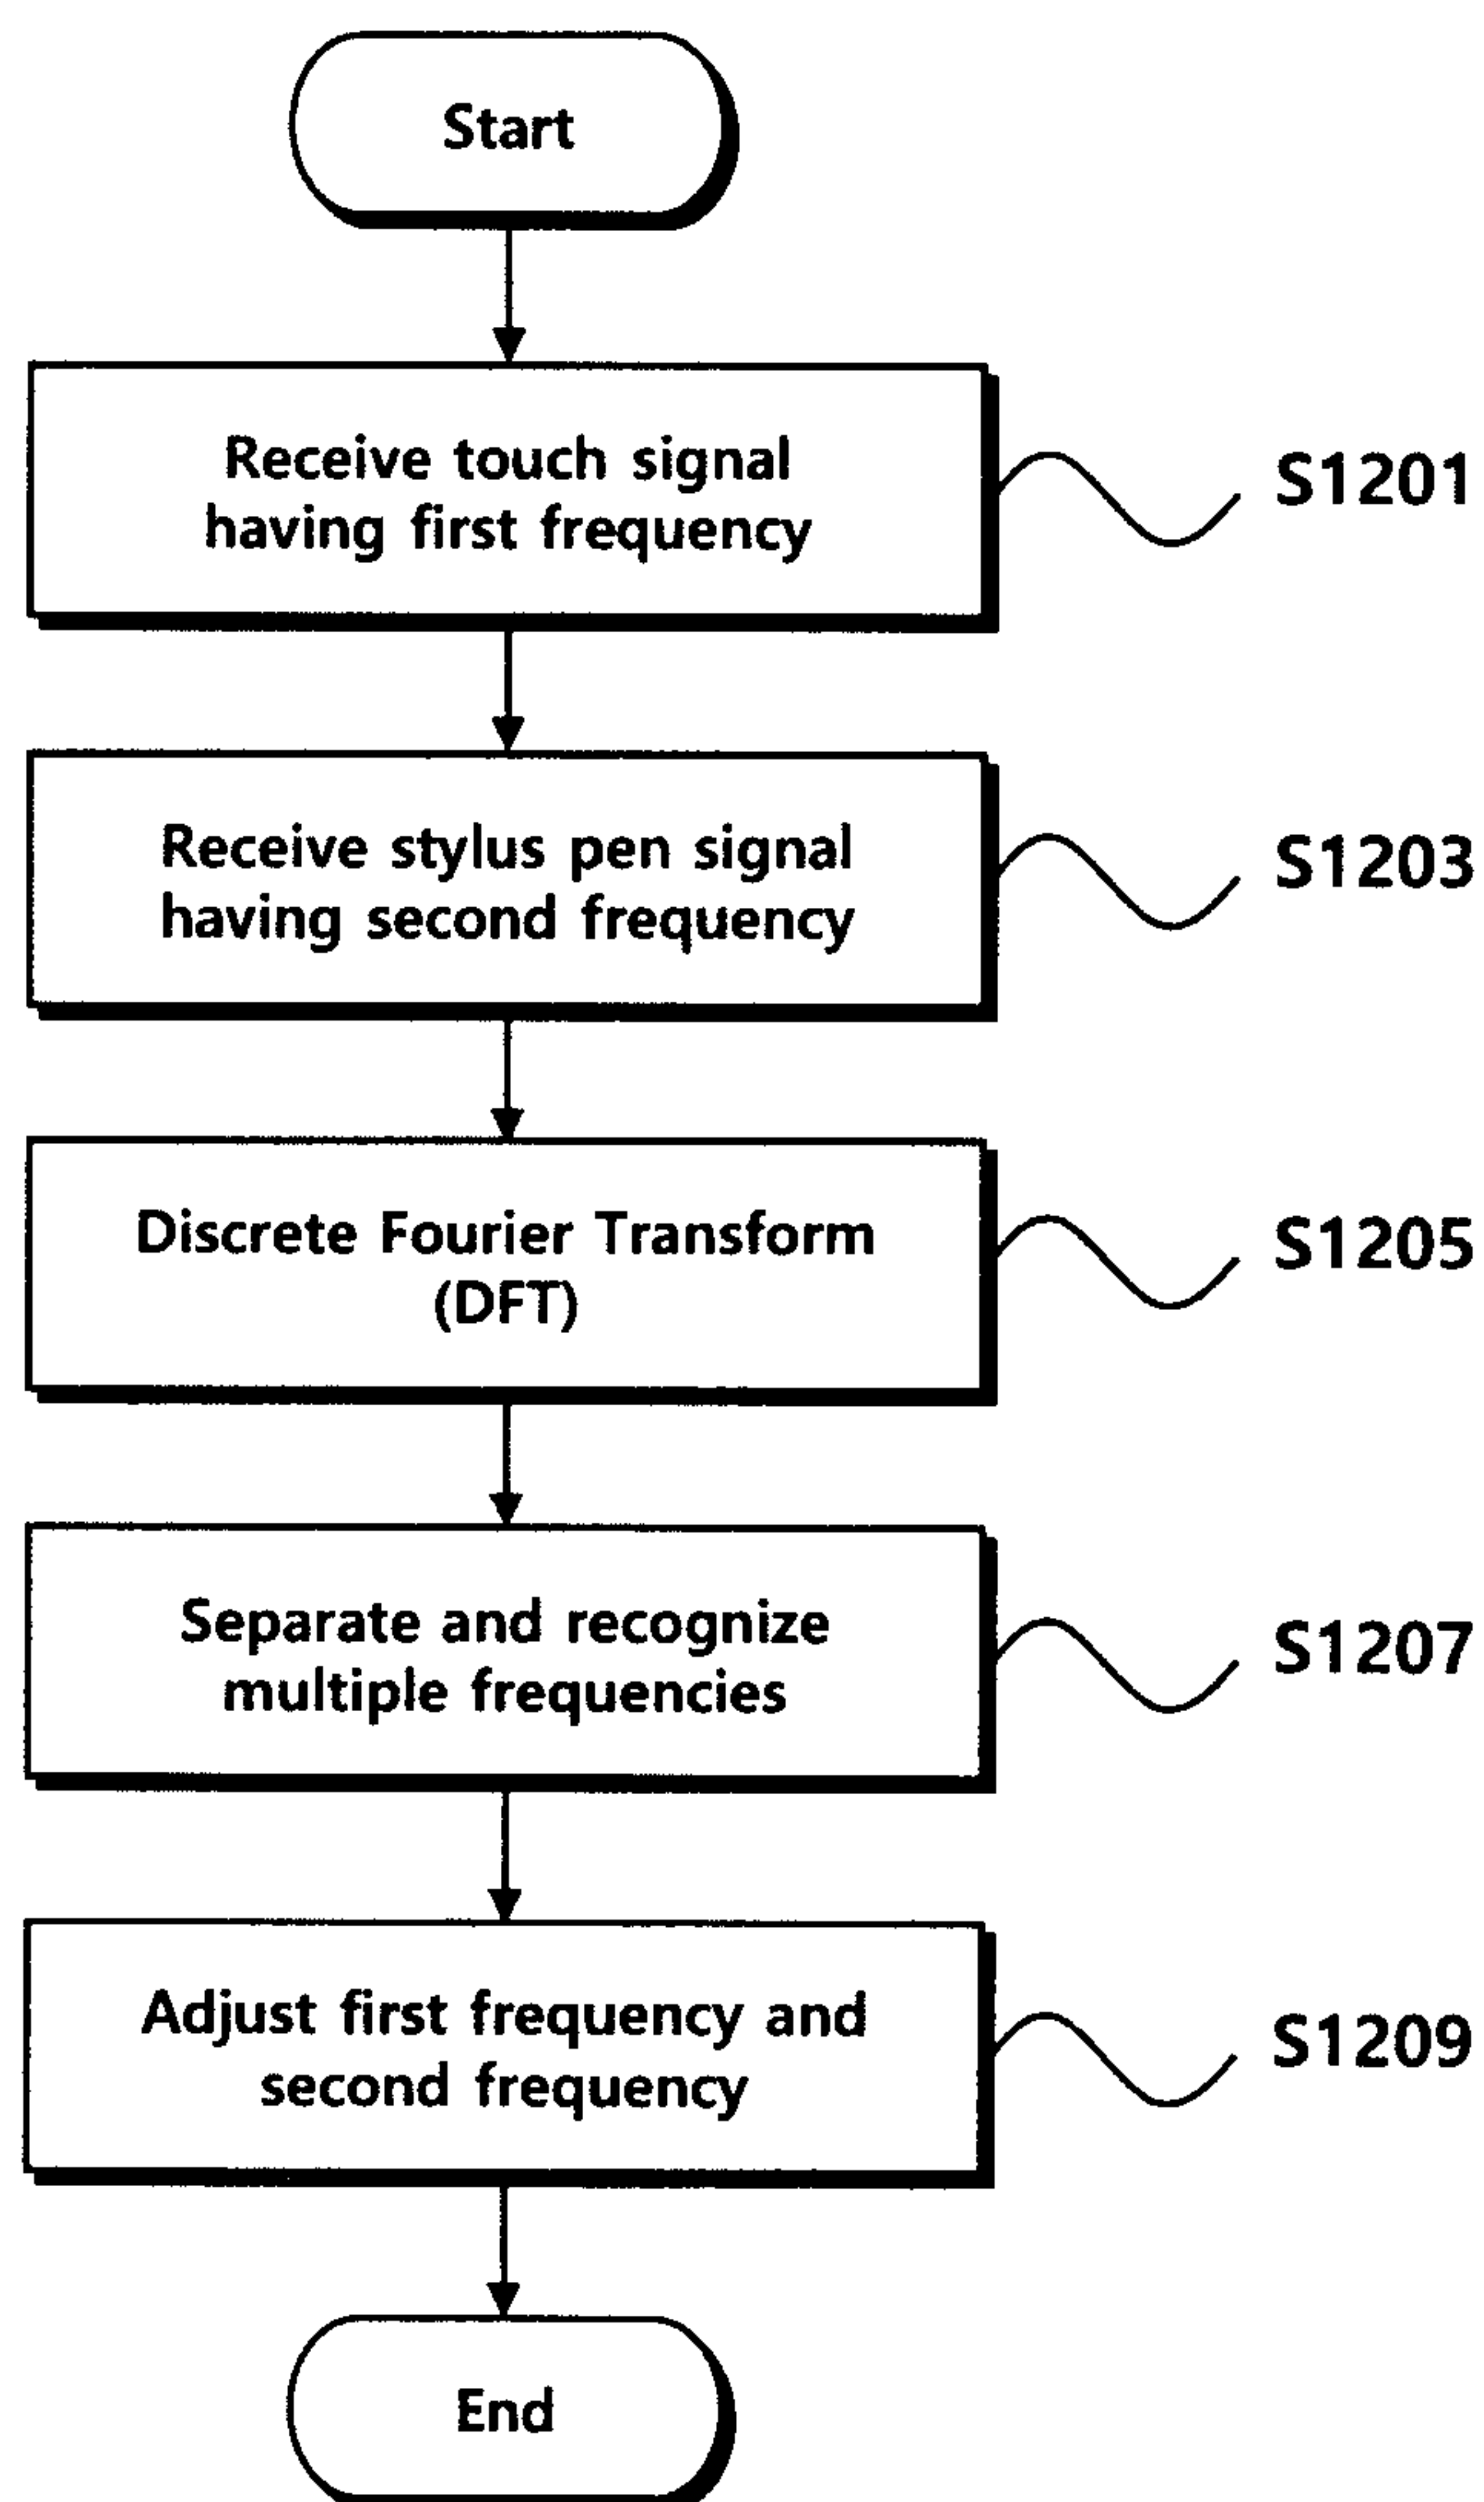 Start
Receive touch signal
having first frequency
S1201
Receive stylus pen signal
having second frequency
S1203
Discrete Fourier Transform
(DFT)
S1205
Separate and recognize
multiple frequencies
S1207
Adjust first frequency and
second frequency
S1209
End